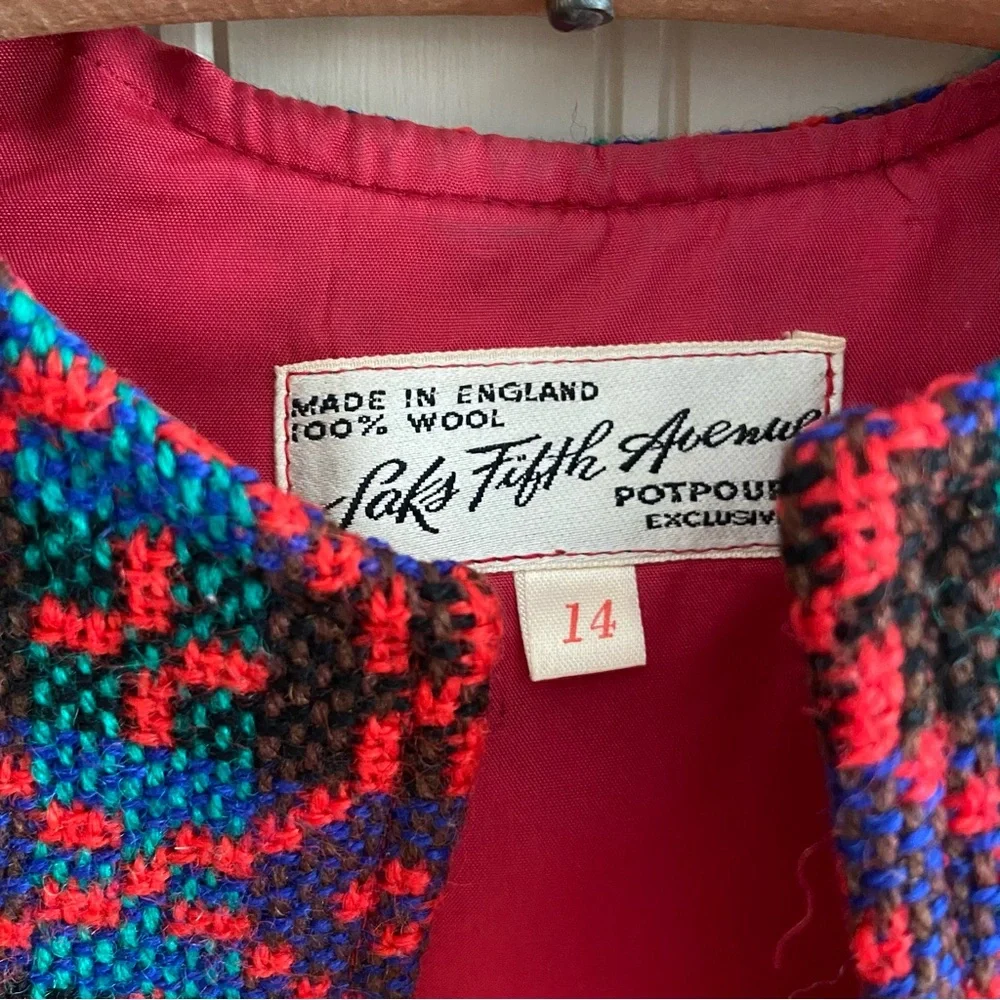 MADE IN ENGLAND
100% WOOL
Saks Fifth Avenue
POTPOUR
EXCLUSIV
14